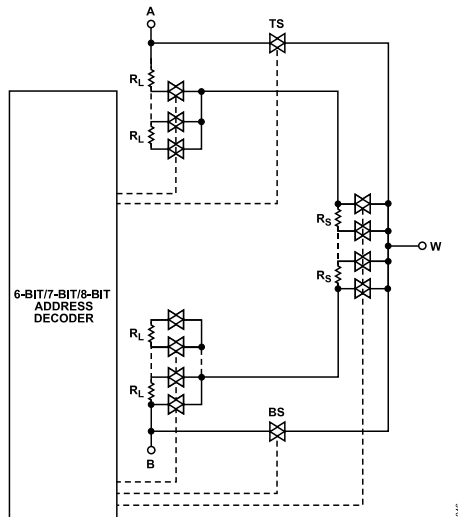 A
TS
R_L
R_L
R_S
W
R_S
6-BIT/7-BIT/8-BIT
ADDRESS
DECODER
R_L
R_L
BS
B